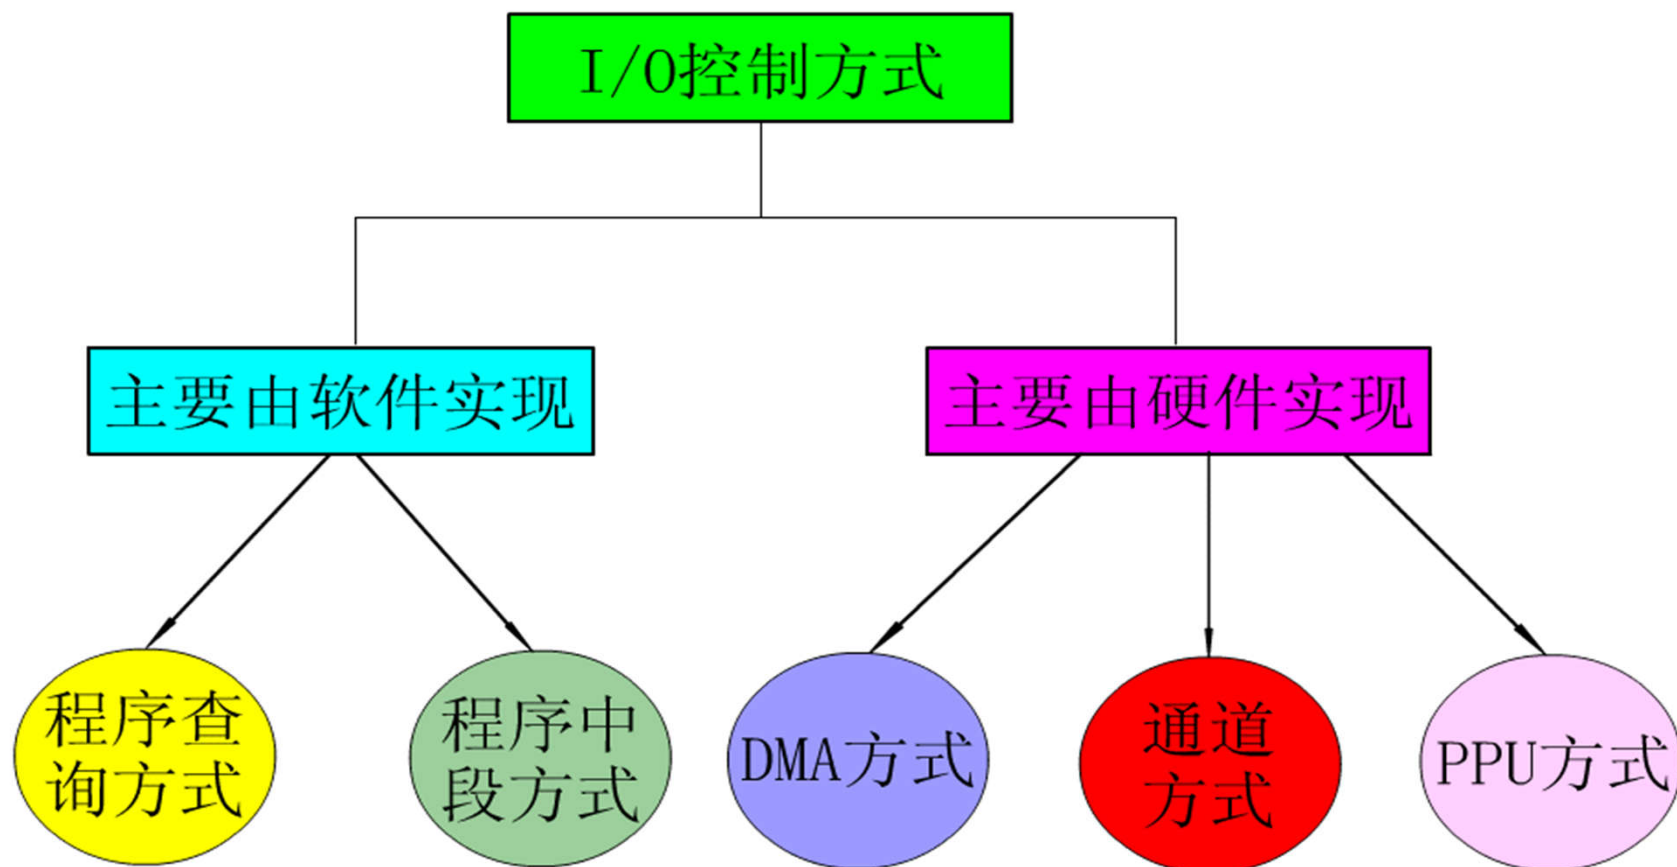 I/O控制方式
主要由软件实现
主要由硬件实现
程序查
询方式
程序中
段方式
DMA方式
通道
方式
PPU方式